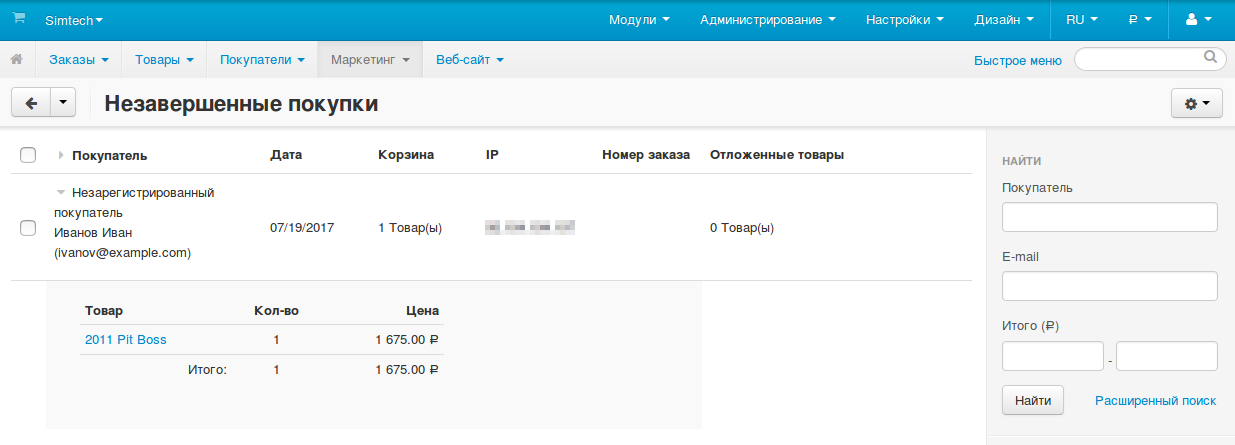 Simtech Модули Администрирование Настройки Дизайн RU ₽
Заказы Товары Покупатели Маркетинг Веб-сайт Быстрое меню
Незавершенные покупки
Покупатель Дата Корзина IP Номер заказа Отложенные товары
Незарегистрированный
покупатель
Иванов Иван
(ivanov@example.com)
07/19/2017 1 Товар(ы) 0 Товар(ы)
Товар Кол-во Цена
2011 Pit Boss 1 1 675.00 ₽
Итого: 1 1 675.00 ₽
НАЙТИ
Покупатель
E-mail
Итого (₽)
-
Найти Расширенный поиск